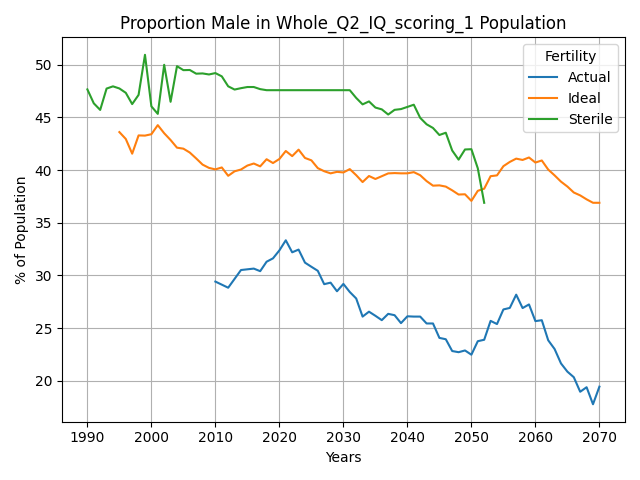 Proportion Male in Whole_Q2_IQ_scoring_1 Population
Fertility
Actual
Ideal
Sterile
% of Population
50
45
40
35
30
25
20
1990 2000 2010 2020 2030 2040 2050 2060 2070
Years